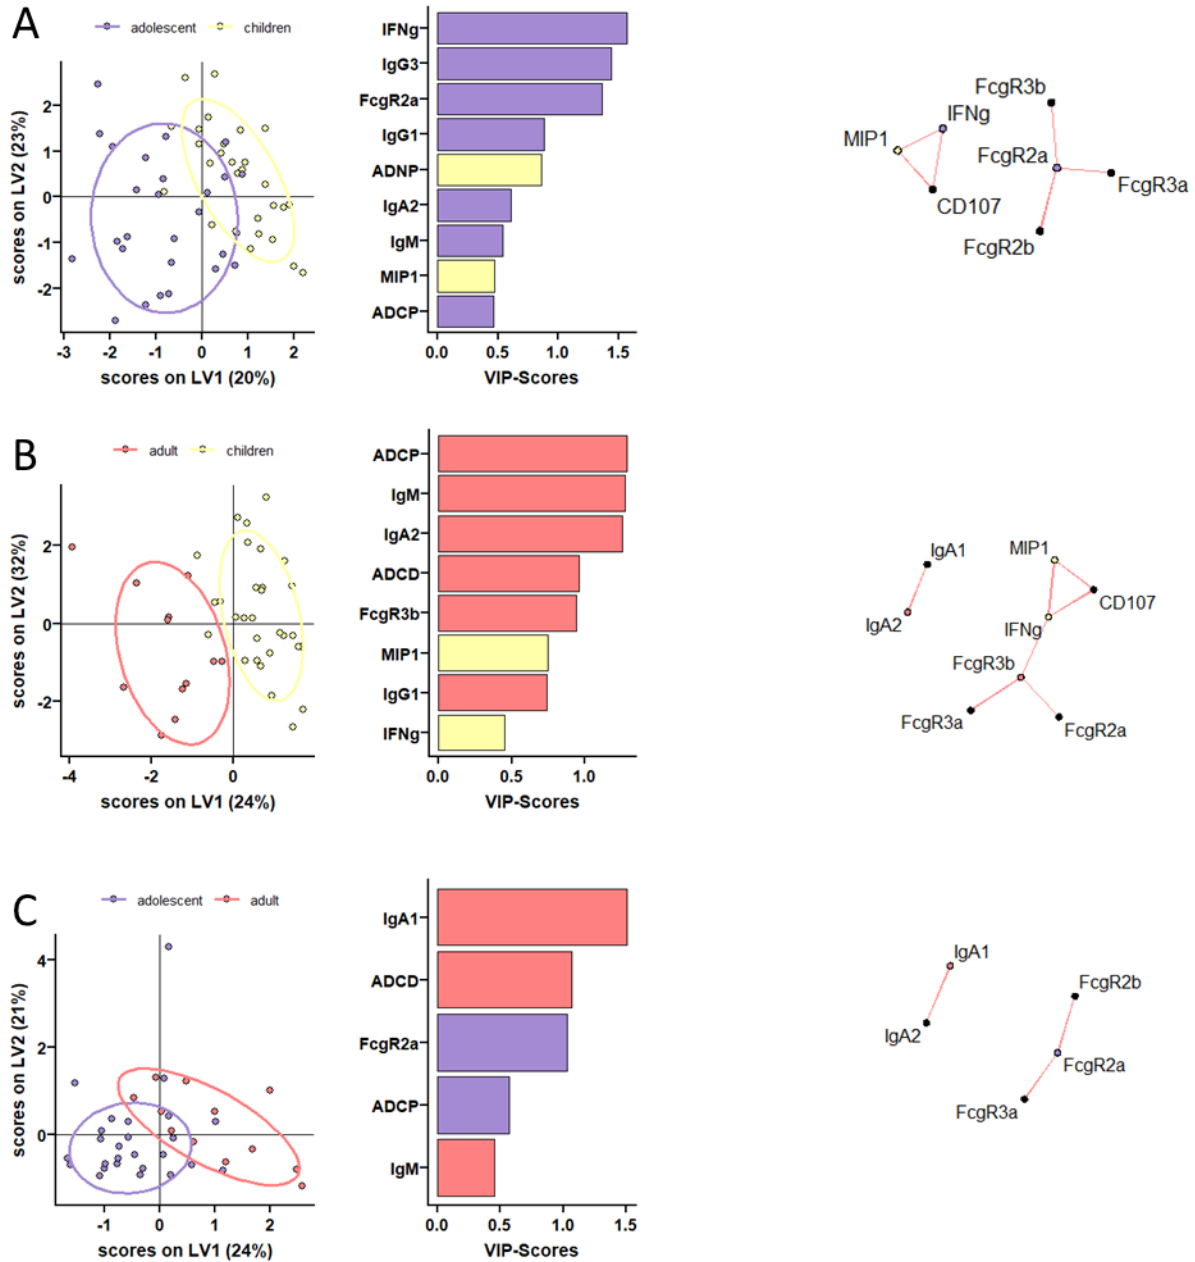 A
adolescent children
scores on LV2 (23%)
2
1
0
-1
-2
-3 -2 -1 0 1 2
scores on LV1 (20%)
IFNg
IgG3
FcgR2a
IgG1
ADNP
IgA2
IgM
MIP1
ADCP
0.0 0.5 1.0 1.5
VIP-Scores
FcgR3b
IFNg
MIP1
FcgR2a
FcgR3a
CD107
FcgR2b
B
adult children
scores on LV2 (32%)
2
0
-2
-4 -2 0
scores on LV1 (24%)
ADCP
IgM
IgA2
ADCD
FcgR3b
MIP1
IgG1
IFNg
0.0 0.5 1.0
VIP-Scores
IgA1
MIP1
CD107
IgA2
IFNg
FcgR3b
FcgR3a
FcgR2a
C
adolescent adult
scores on LV2 (21%)
4
2
0
-1 0 1 2
scores on LV1 (24%)
IgA1
ADCD
FcgR2a
ADCP
IgM
0.0 0.5 1.0 1.5
VIP-Scores
IgA1
FcgR2b
IgA2
FcgR2a
FcgR3a